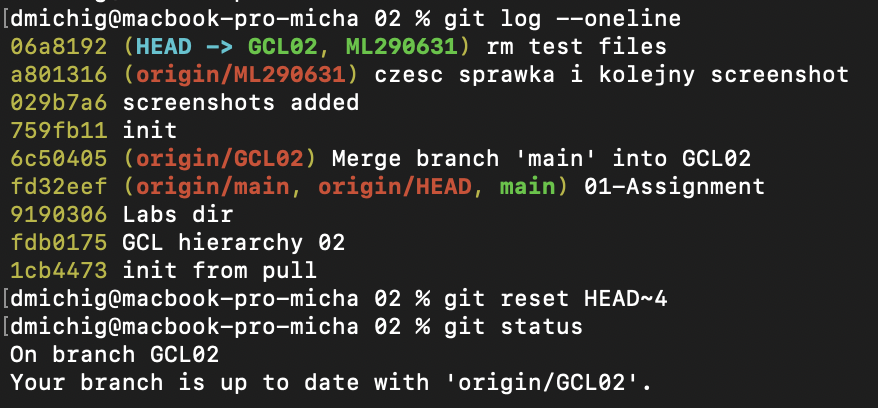 [dmichig@macbook-pro-micha 02 % git log --oneline
06a8192 (HEAD -> GCL02, ML290631) rm test files
a801316 (origin/ML290631) czesc sprawka i kolejny screenshot
029b7a6 screenshots added
759fb11 init
6c50405 (origin/GCL02) Merge branch 'main' into GCL02
fd32eef (origin/main, origin/HEAD, main) 01-Assignment
9190306 Labs dir
fdb0175 GCL hierarchy 02
1cb4473 init from pull
[dmichig@macbook-pro-micha 02 % git reset HEAD~4
[dmichig@macbook-pro-micha 02 % git status
On branch GCL02
Your branch is up to date with 'origin/GCL02'.